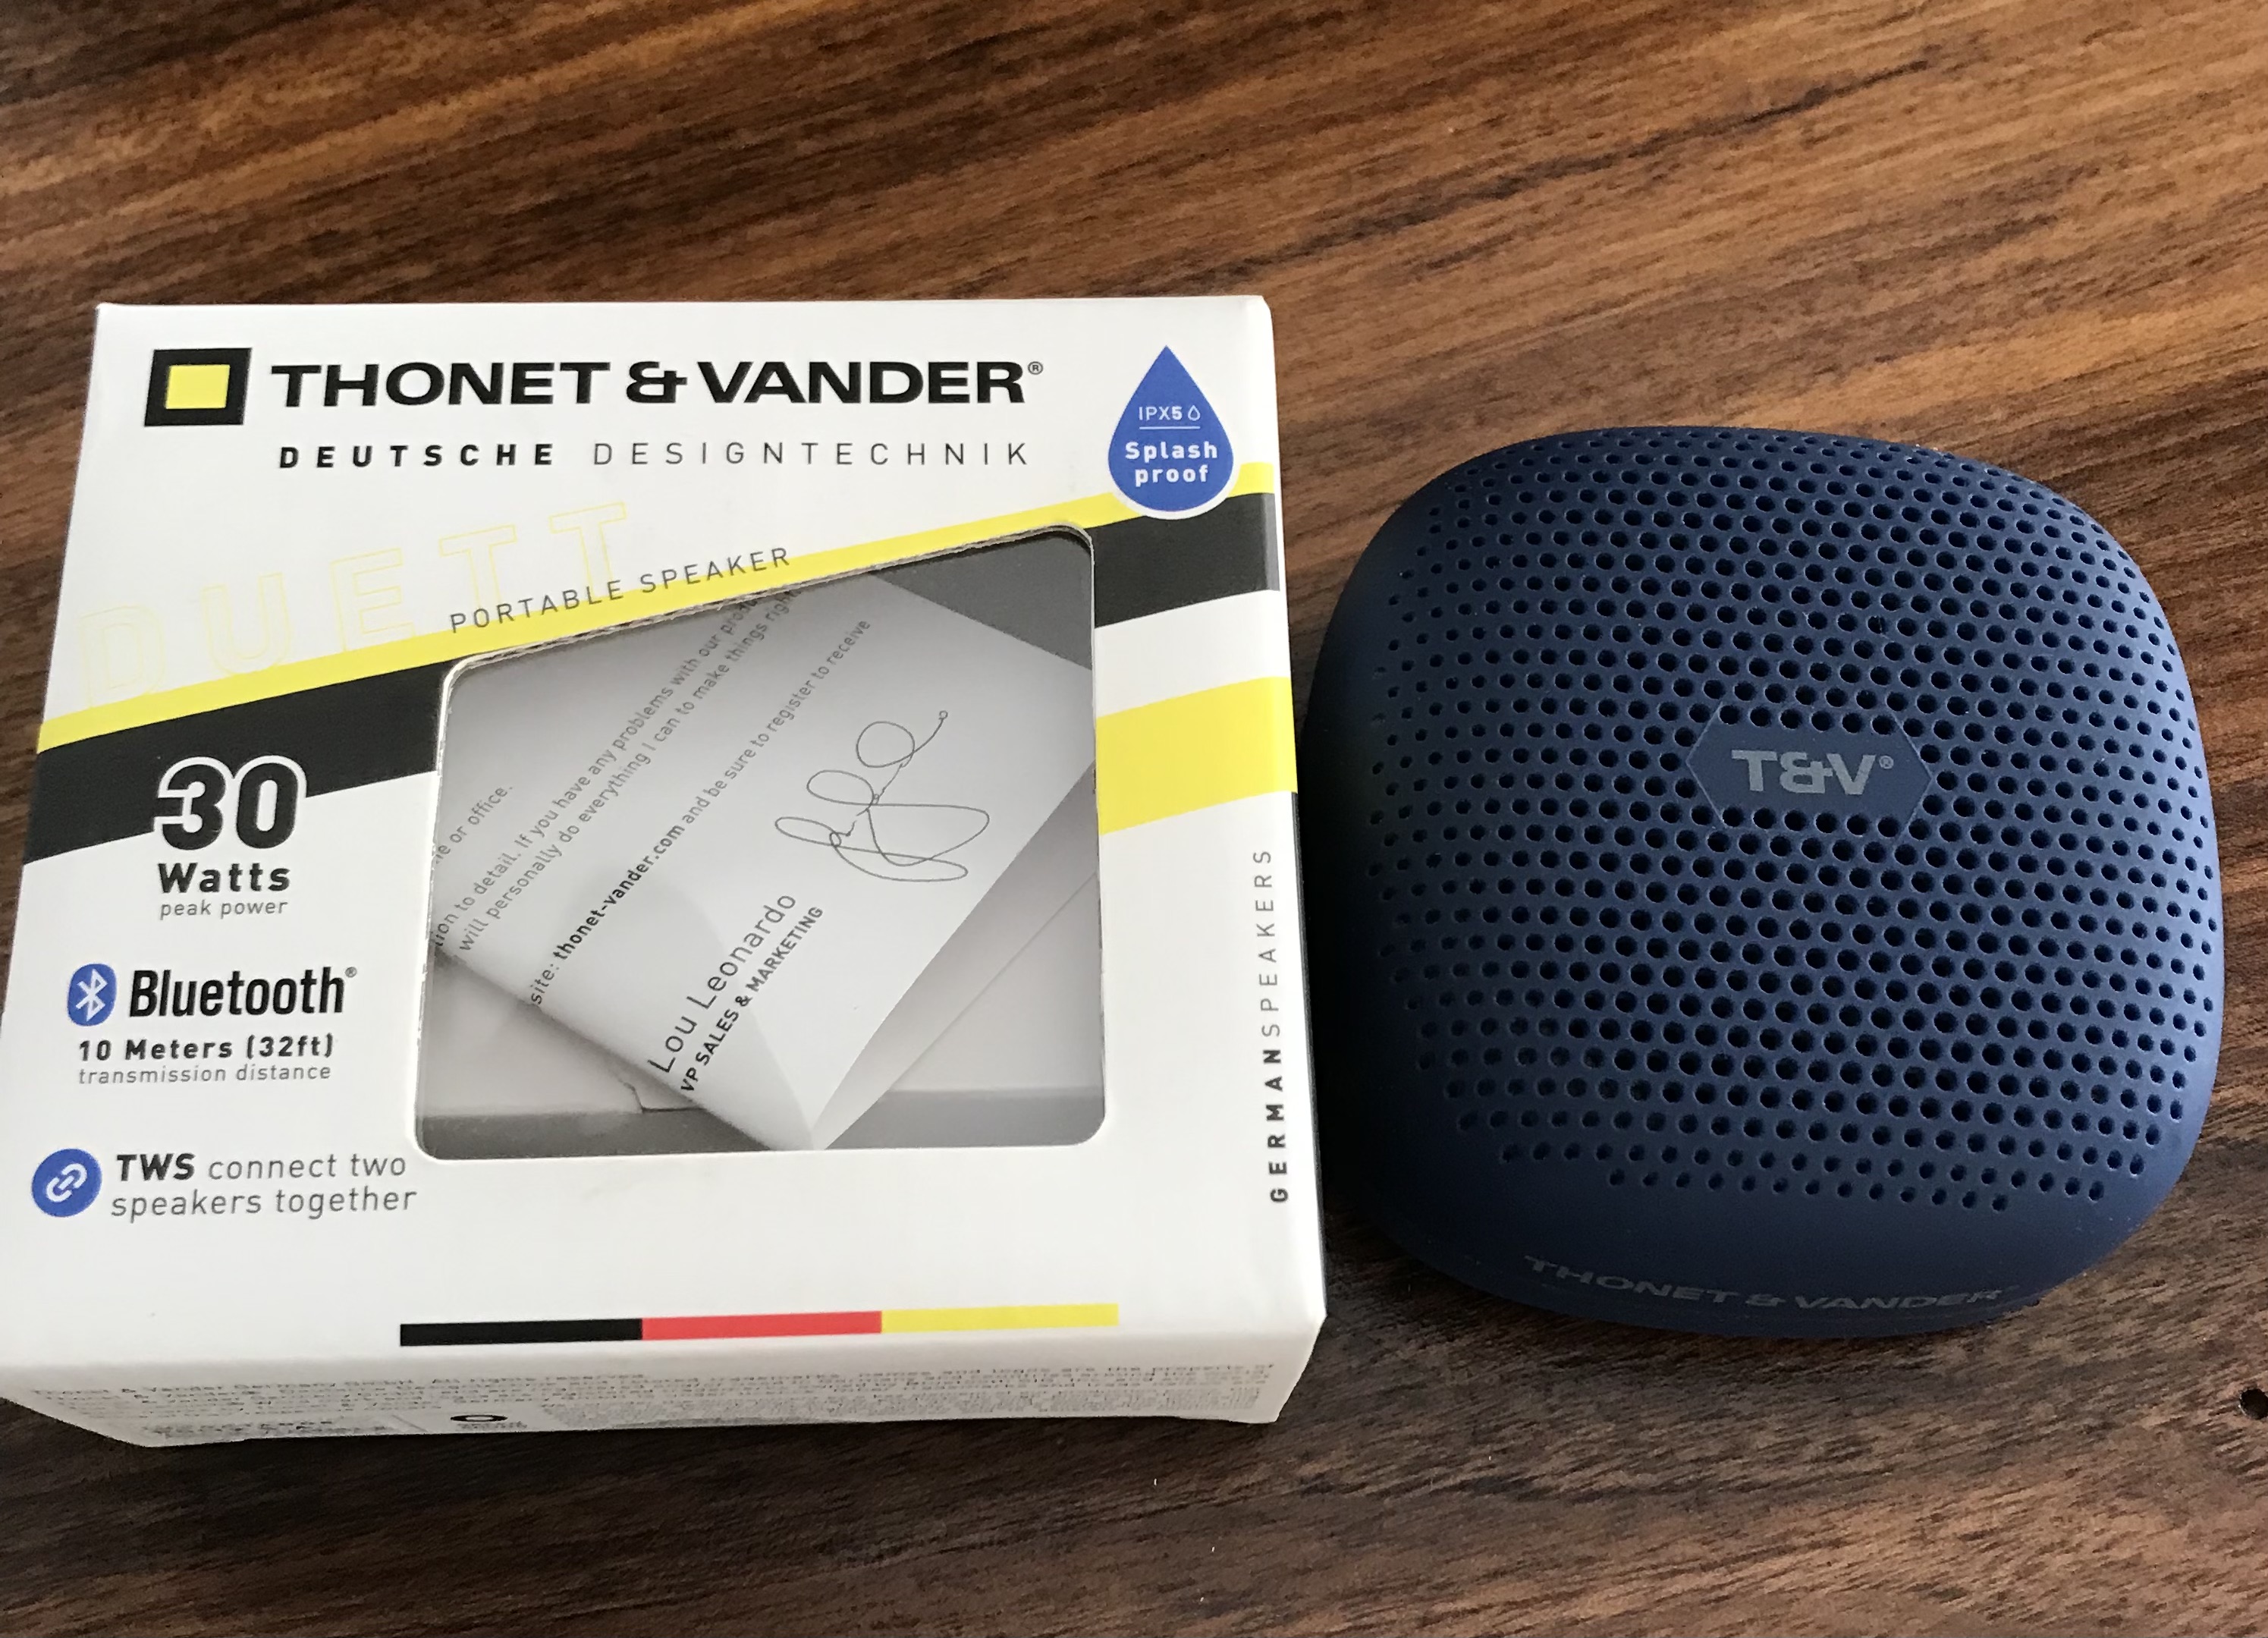 THONET & VANDER®
DEUTSCHE DESIGNTECHNIK
IPX5
Splash
proof
DUETT
PORTABLE SPEAKER
30
Watts
peak power
Bluetooth®
10 Meters (32ft)
transmission distance
TWS connect two
speakers together
or office.
to detail. If you have any problems with our
will personally do everything I can to make things right
site: thonet-vander.com and be sure to register to receive
Lou Leonardo
VP SALES & MARKETING
GERMANSPEAKERS
T&V®
THONET & VANDER